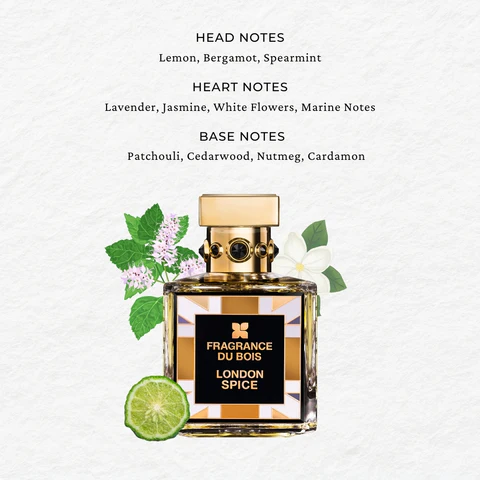 HEAD NOTES
Lemon, Bergamot, Spearmint
HEART NOTES
Lavender, Jasmine, White Flowers, Marine Notes
BASE NOTES
Patchouli, Cedarwood, Nutmeg, Cardamon
FRAGRANCE
DU BOIS
LONDON
SPICE